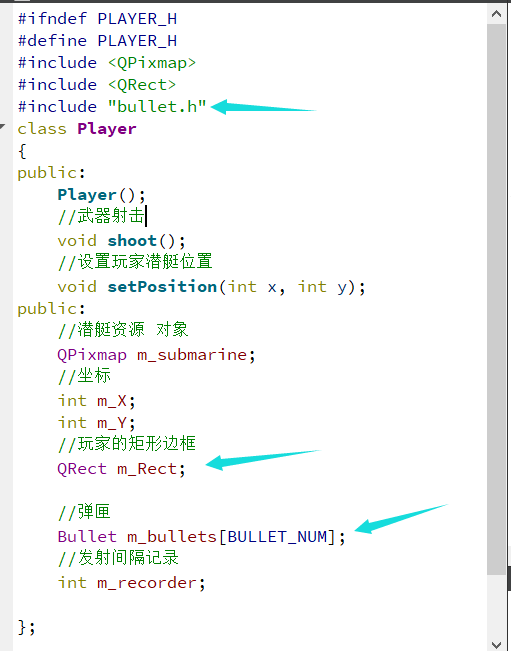 #ifndef PLAYER_H
#define PLAYER_H
#include <QPixmap>
#include <QRect>
#include "bullet.h"
class Player
{
public:
    Player();
    //武器射击
    void shoot();
    //设置玩家潜艇位置
    void setPosition(int x, int y);
public:
    //潜艇资源 对象
    QPixmap m_submarine;
    //坐标
    int m_X;
    int m_Y;
    //玩家的矩形边框
    QRect m_Rect;

    //弹匣
    Bullet m_bullets[BULLET_NUM];
    //发射间隔记录
    int m_recorder;

};